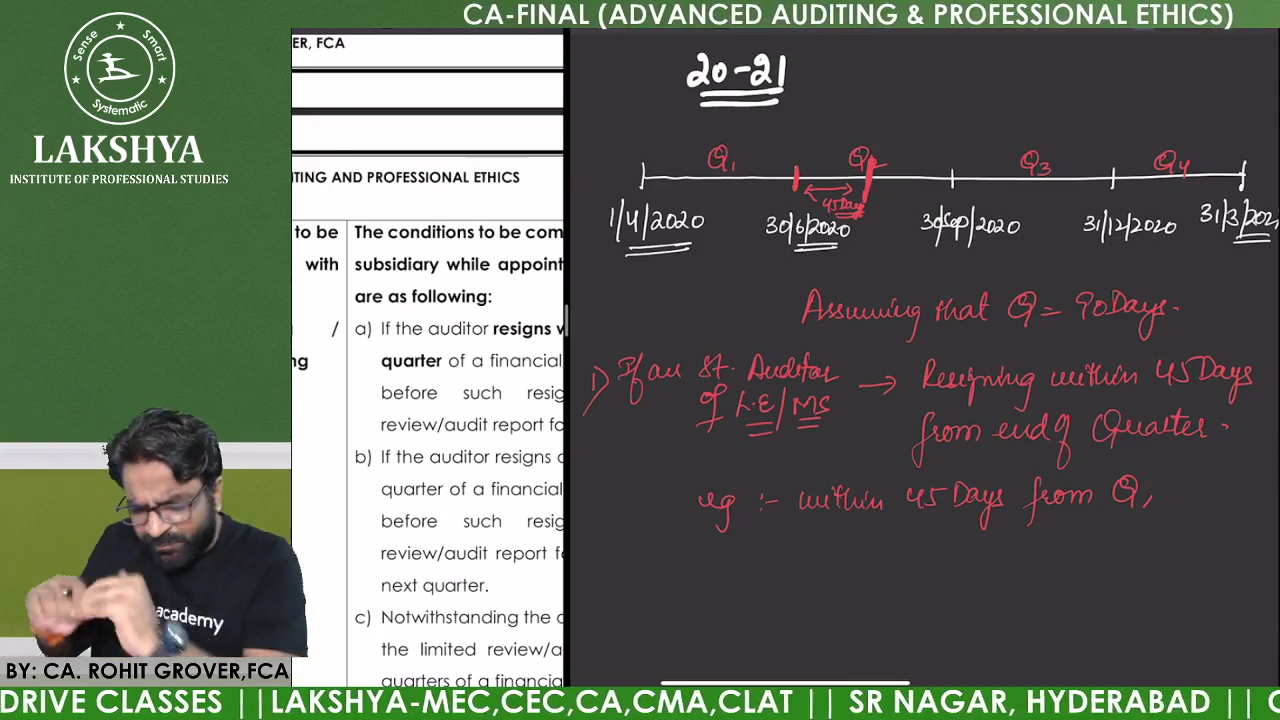 CA-FINAL (ADVANCED AUDITING & PROFESSIONAL ETHICS)
Sense
Smart
Systematic
LAKSHYA
INSTITUTE OF PROFESSIONAL STUDIES
ER, FCA
TING AND PROFESSIONAL ETHICS
to be
with
/
ng
The conditions to be com
subsidiary while appoint
are as following:
a) If the auditor resigns w
quarter of a financial
before such resig
review/audit report fo
b) If the auditor resigns a
quarter of a financial
before such resig
review/audit report fo
next quarter.
c) Notwithstanding the a
the limited review/a
quarters of a financia
20-21
Q1 Q2 Q3 Q4
45 Days
1/4/2020 30/6/2020 30/Sep/2020 31/12/2020 31/3/202
Assuming that Q = 90 Days.
1) If an St. Auditor
of L.E/MS
→ Resigning within 45 Days
from end of Quarter.
eg :- within 45 Days from Q,
academy
BY: CA. ROHIT GROVER,FCA
DRIVE CLASSES ||LAKSHYA-MEC,CEC,CA,CMA,CLAT || SR NAGAR, HYDERABAD ||